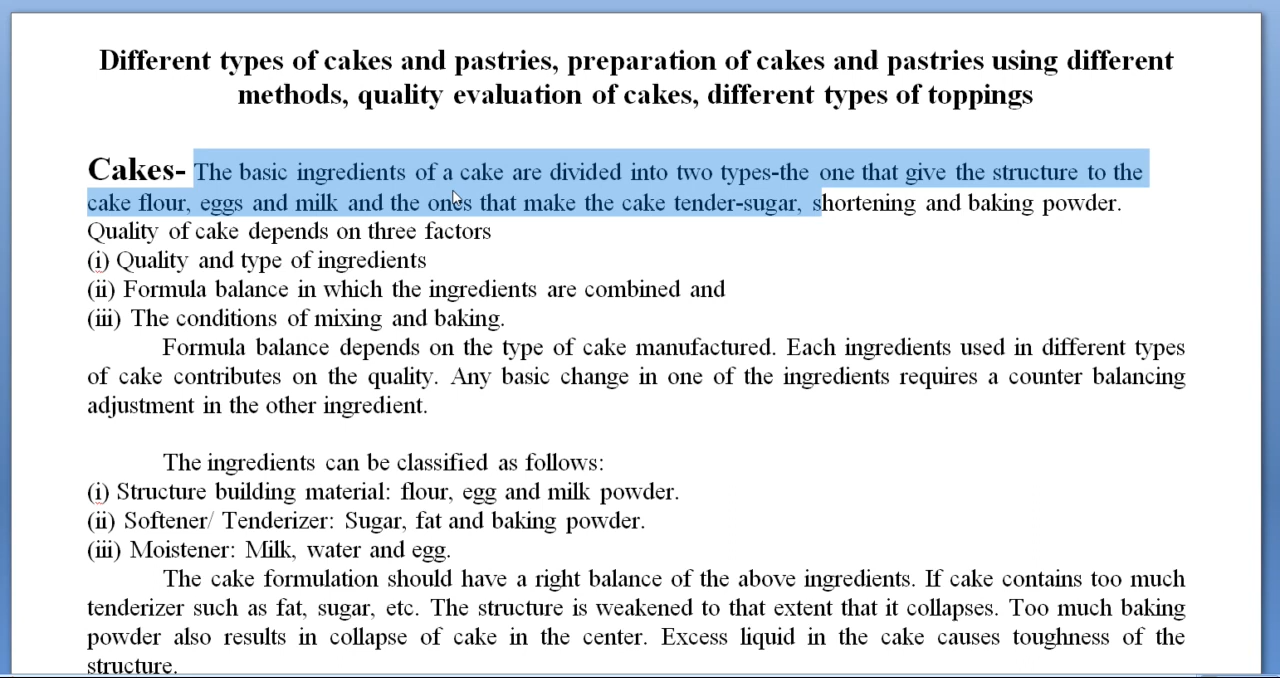 Different types of cakes and pastries, preparation of cakes and pastries using different
methods, quality evaluation of cakes, different types of toppings
Cakes- The basic ingredients of a cake are divided into two types-the one that give the structure to the
cake flour, eggs and milk and the ones that make the cake tender-sugar, shortening and baking powder.
Quality of cake depends on three factors
(i) Quality and type of ingredients
(ii) Formula balance in which the ingredients are combined and
(iii) The conditions of mixing and baking.
Formula balance depends on the type of cake manufactured. Each ingredients used in different types
of cake contributes on the quality. Any basic change in one of the ingredients requires a counter balancing
adjustment in the other ingredient.
The ingredients can be classified as follows:
(i) Structure building material: flour, egg and milk powder.
(ii) Softener/ Tenderizer: Sugar, fat and baking powder.
(iii) Moistener: Milk, water and egg.
The cake formulation should have a right balance of the above ingredients. If cake contains too much
tenderizer such as fat, sugar, etc. The structure is weakened to that extent that it collapses. Too much baking
powder also results in collapse of cake in the center. Excess liquid in the cake causes toughness of the
structure.